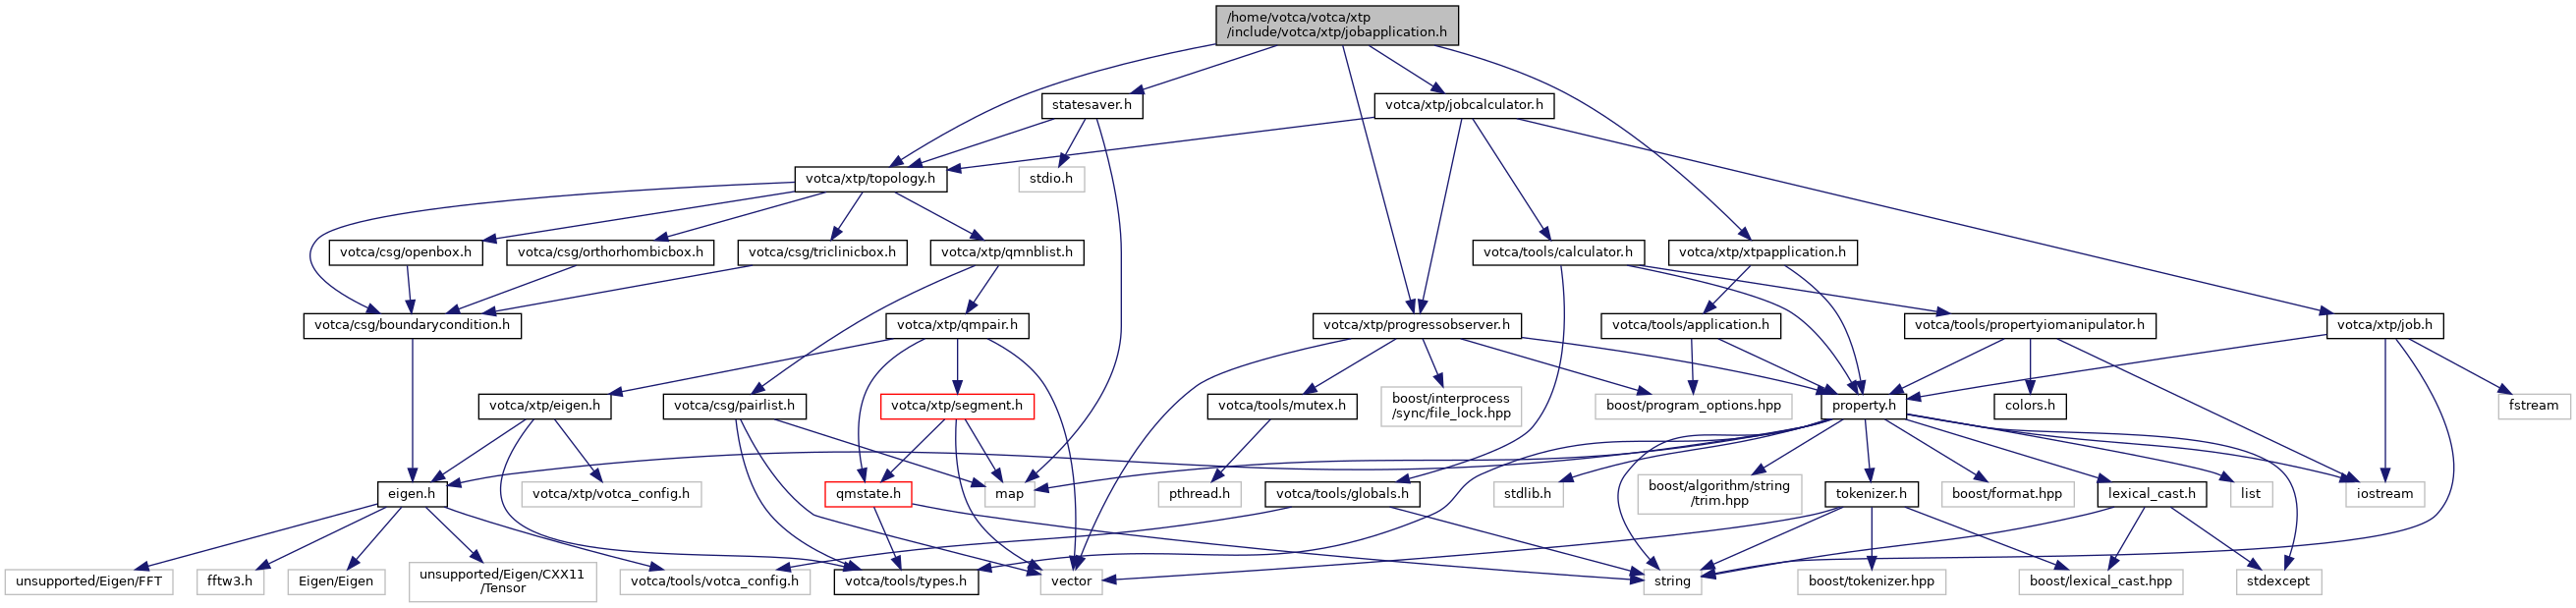 /home/votca/votca/xtp
/include/votca/xtp/jobapplication.h
statesaver.h
votca/xtp/jobcalculator.h
votca/xtp/topology.h
stdio.h
votca/csg/openbox.h
votca/csg/orthorhombicbox.h
votca/csg/triclinicbox.h
votca/xtp/qmnblist.h
votca/tools/calculator.h
votca/xtp/xtpapplication.h
votca/csg/boundarycondition.h
votca/xtp/qmpair.h
votca/xtp/progressobserver.h
votca/tools/application.h
votca/tools/propertyiomanipulator.h
votca/xtp/job.h
votca/xtp/eigen.h
votca/csg/pairlist.h
votca/xtp/segment.h
votca/tools/mutex.h
boost/interprocess
/sync/file_lock.hpp
boost/program_options.hpp
property.h
colors.h
fstream
eigen.h
votca/xtp/votca_config.h
qmstate.h
map
pthread.h
votca/tools/globals.h
stdlib.h
boost/algorithm/string
/trim.hpp
tokenizer.h
boost/format.hpp
lexical_cast.h
list
iostream
unsupported/Eigen/FFT
fftw3.h
Eigen/Eigen
unsupported/Eigen/CXX11
/Tensor
votca/tools/votca_config.h
votca/tools/types.h
vector
string
boost/tokenizer.hpp
boost/lexical_cast.hpp
stdexcept